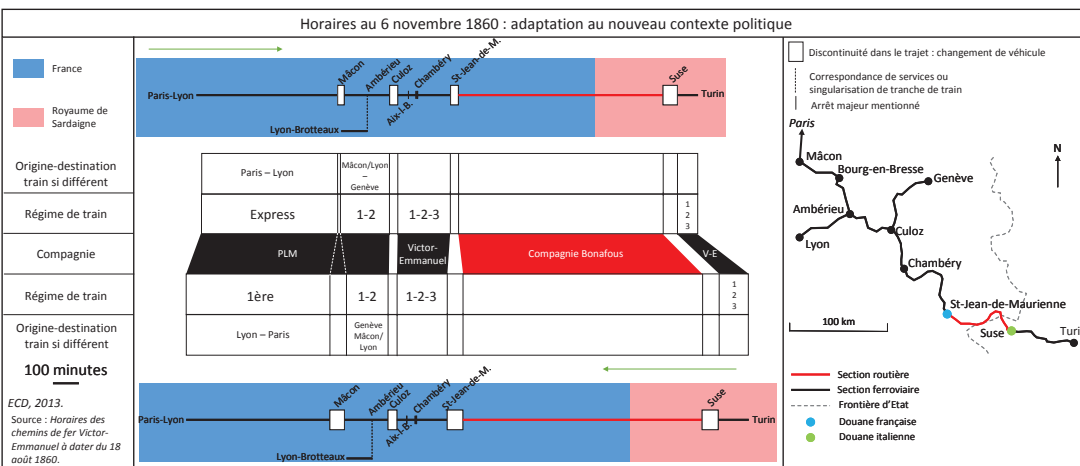 Horaires au 6 novembre 1860 : adaptation au nouveau contexte politique
France
Royaume de
Sardaigne
Origine-destination
train si différent
Régime de train
Compagnie
Régime de train
Origine-destination
train si différent
100 minutes
ECD, 2013.
Source : Horaires des
chemins de fer Victor-
Emmanuel à dater du 18
août 1860.
Paris-Lyon
Mâcon
Ambérieu
Culoz
Aix-l-B.
Chambéry
St-Jean-de-M.
Suse
Turin
Lyon-Brotteaux
Paris – Lyon
Mâcon/Lyon
–
Genève
Express
1-2
1-2-3
1
2
3
PLM
Victor-
Emmanuel
Compagnie Bonafous
V-E
1ère
1-2
1-2-3
1
2
3
Lyon – Paris
Genève
Mâcon/
Lyon
Paris-Lyon
Mâcon
Ambérieu
Culoz
Aix-l-B.
Chambéry
St-Jean-de-M.
Suse
Turin
Lyon-Brotteaux
Discontinuité dans le trajet : changement de véhicule
Correspondance de services ou
singularisation de tranche de train
Arrêt majeur mentionné
Paris
N
Mâcon
Bourg-en-Bresse
Genève
Ambérieu
Lyon
Culoz
Chambéry
St-Jean-de-Maurienne
Suse
Turi
100 km
Section routière
Section ferroviaire
Frontière d'Etat
Douane française
Douane italienne